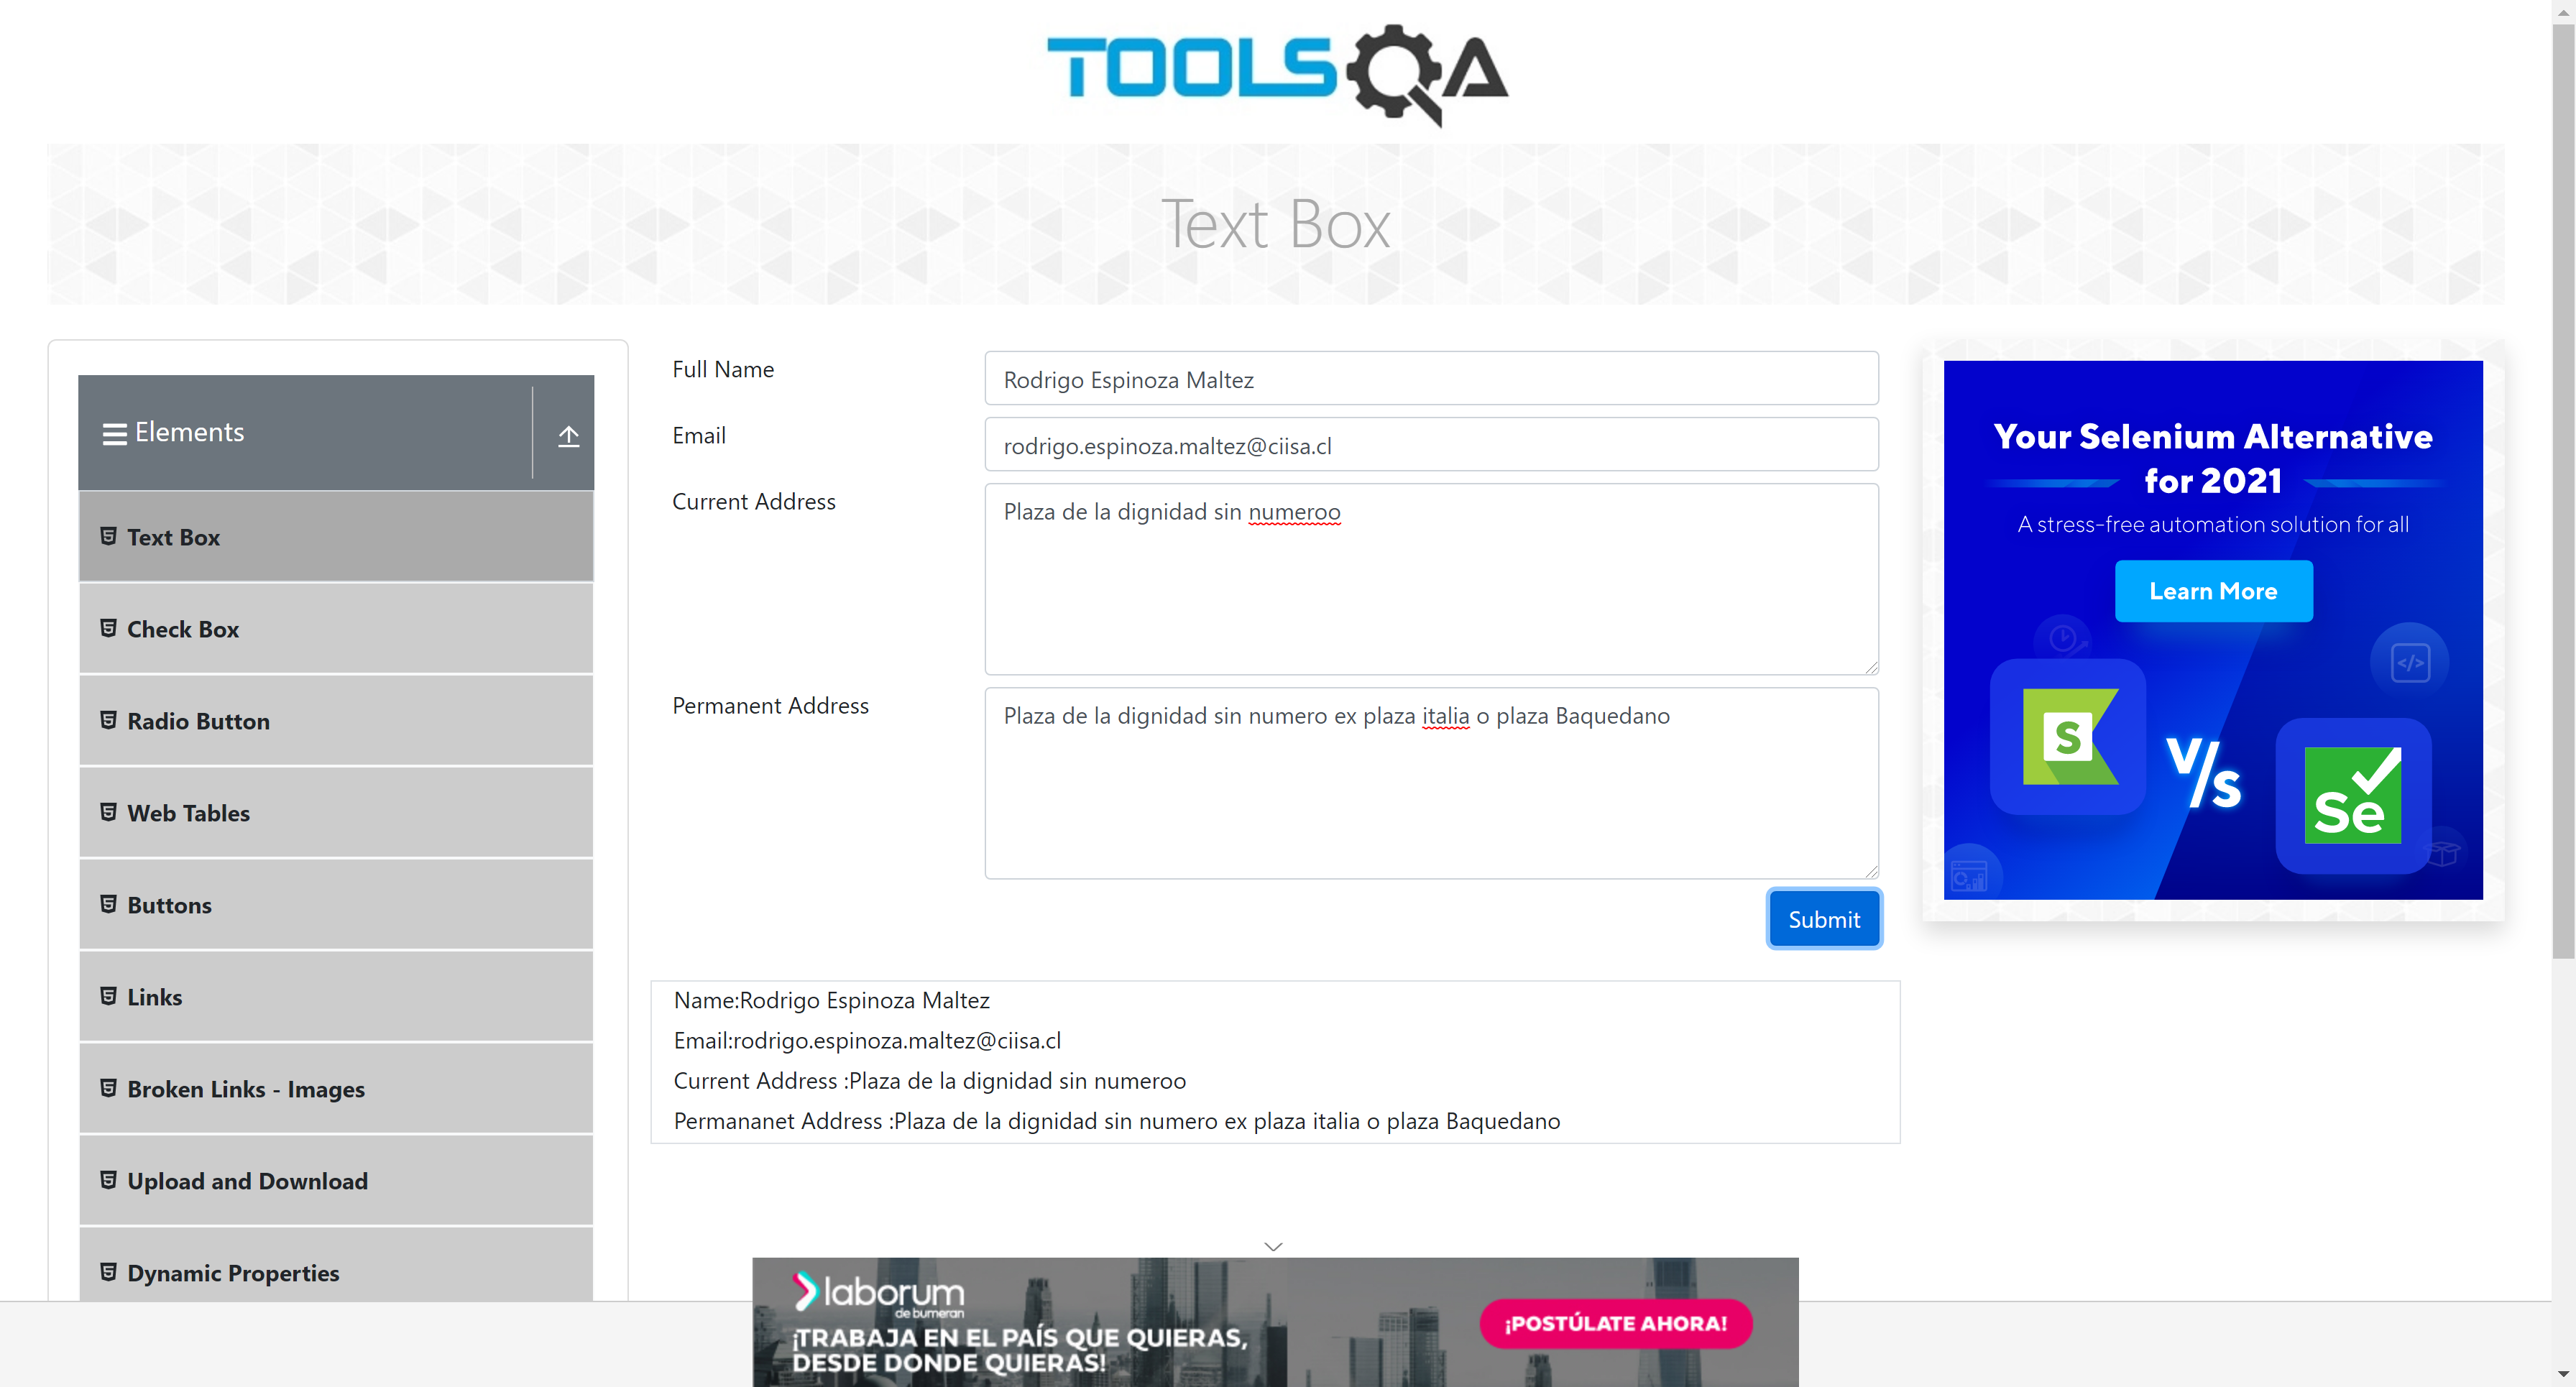 TOOLSQA
Text Box
Elements
Text Box
Check Box
Radio Button
Web Tables
Buttons
Links
Broken Links - Images
Upload and Download
Dynamic Properties
Full Name
Rodrigo Espinoza Maltez
Email
rodrigo.espinoza.maltez@ciisa.cl
Current Address
Plaza de la dignidad sin numeroo
Permanent Address
Plaza de la dignidad sin numero ex plaza italia o plaza Baquedano
Submit
Name:Rodrigo Espinoza Maltez
Email:rodrigo.espinoza.maltez@ciisa.cl
Current Address :Plaza de la dignidad sin numeroo
Permananet Address :Plaza de la dignidad sin numero ex plaza italia o plaza Baquedano
Your Selenium Alternative
for 2021
A stress-free automation solution for all
Learn More
</>
S
V/s
Se
laborum
de bumeran
¡TRABAJA EN EL PAÍS QUE QUIERAS,
DESDE DONDE QUIERAS!
¡POSTÚLATE AHORA!